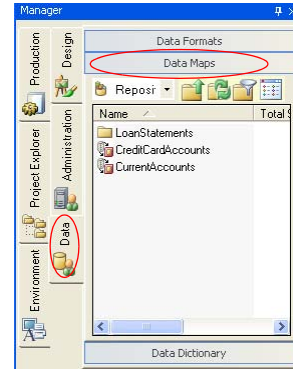 Manager
Production
Design
Project Explorer
Administration
Environment
Data
Data Formats
Data Maps
Reposi
Name
Total
LoanStatements
CreditCardAccounts
CurrentAccounts
Data Dictionary